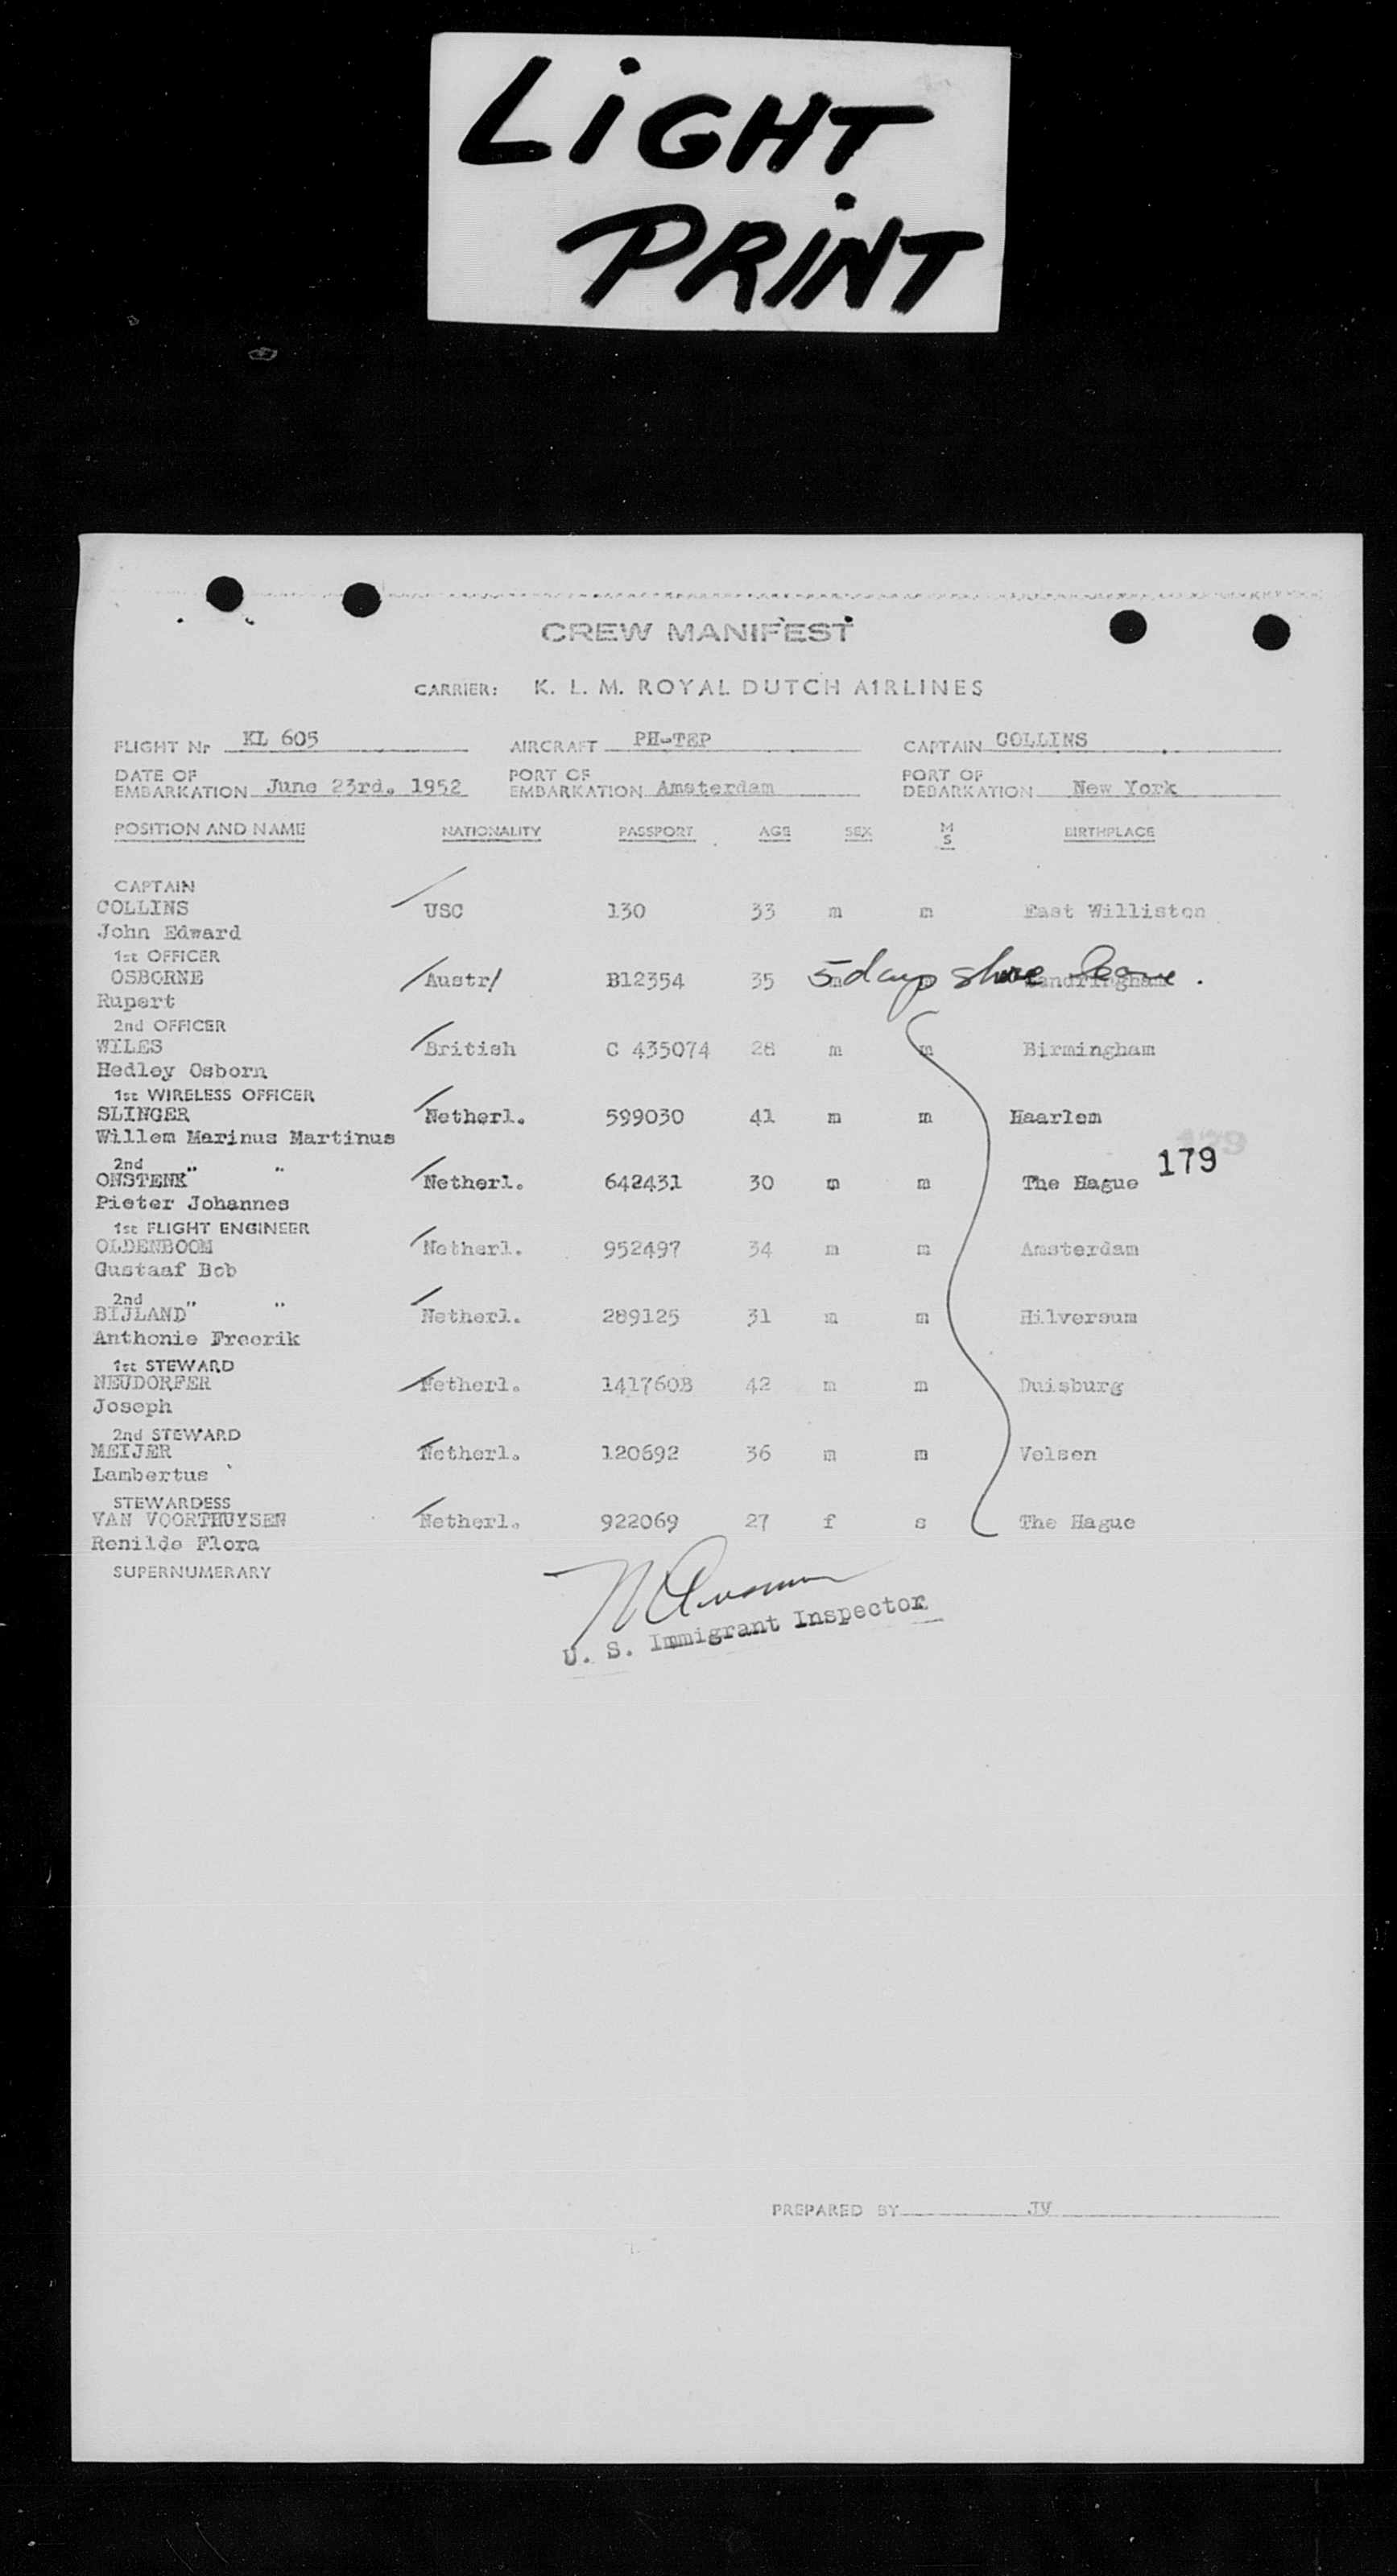 LiGHT
PRiNT
CREW MANIFEST
CARRIER: K. L. M. ROYAL DUTCH AIRLINES
FLIGHT Nr KL 605 AIRCRAFT PH-TEP CAPTAIN COLLINS
DATE OF EMBARKATION June 23rd. 1952 PORT OF EMBARKATION Amsterdam PORT OF DEBARKATION New York
POSITION AND NAME NATIONALITY PASSPORT AGE SEX M S BIRTHPLACE
CAPTAIN
COLLINS USC 130 33 m m East Williston
John Edward
1st OFFICER
OSBORNE Austr/ B12354 35 5 days shore leave.
Rupert
2nd OFFICER
WILES British C 435074 28 m m Birmingham
Hedley Osborn
1st WIRELESS OFFICER
SLINGER Netherl. 599030 41 m m Haarlem
Willem Marinus Martinus
179
2nd " "
ONSTENK Netherl. 642431 30 m m The Hague
Pieter Johannes
1st FLIGHT ENGINEER
OLDENBOOM Netherl. 952497 34 m m Amsterdam
Gustaaf Bob
2nd " "
BIJLAND Netherl. 289125 31 m m Hilversum
Anthonie Freerik
1st STEWARD
NEUDORFER Netherl. 141760B 42 m m Duisburg
Joseph
2nd STEWARD
MEIJER Netherl. 120692 36 m m Velsen
Lambertus
STEWARDESS
VAN VOORTHUYSEN Netherl. 922069 27 f s The Hague
Renilde Flora
SUPERNUMERARY
U. S. Immigrant Inspector
PREPARED BY JV